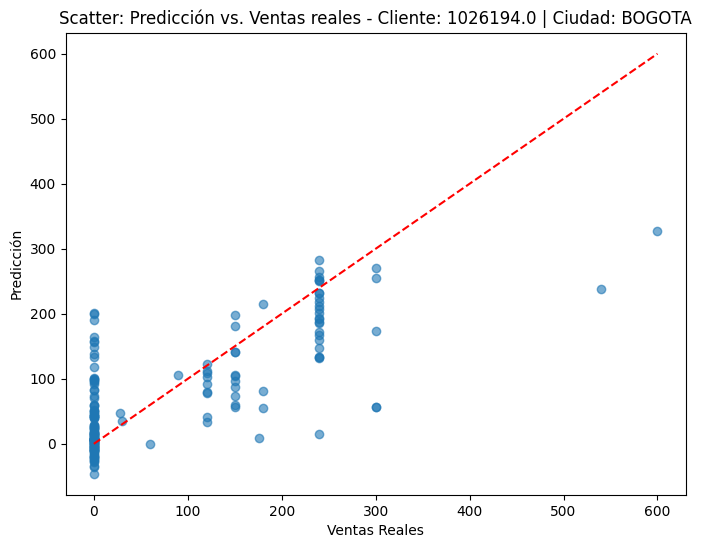 Scatter: Predicción vs. Ventas reales - Cliente: 1026194.0 | Ciudad: BOGOTA
600
500
400
300
200
100
0
Predicción
0 100 200 300 400 500 600
Ventas Reales